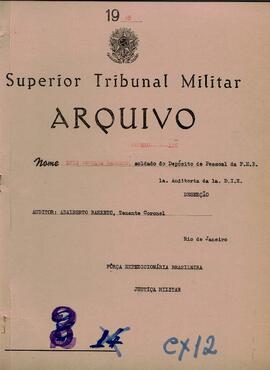 19
Superior Tribunal Militar
ARQUIVO
Nome soldado do Depósito de Pessoal da F.E.B.
1a. Auditoria da 1a. D.I.E.
DESERÇÃO
AUDITOR: ADALBERTO BARRETO, Tenente Coronel
Rio de Janeiro
FÔRÇA EXPEDICIONÁRIA BRASILEIRA
JUSTIÇA MILITAR
14
CX12